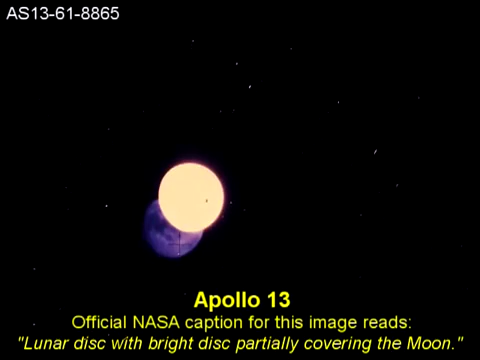 AS13-61-8865
Apollo 13
Official NASA caption for this image reads:
"Lunar disc with bright disc partially covering the Moon."